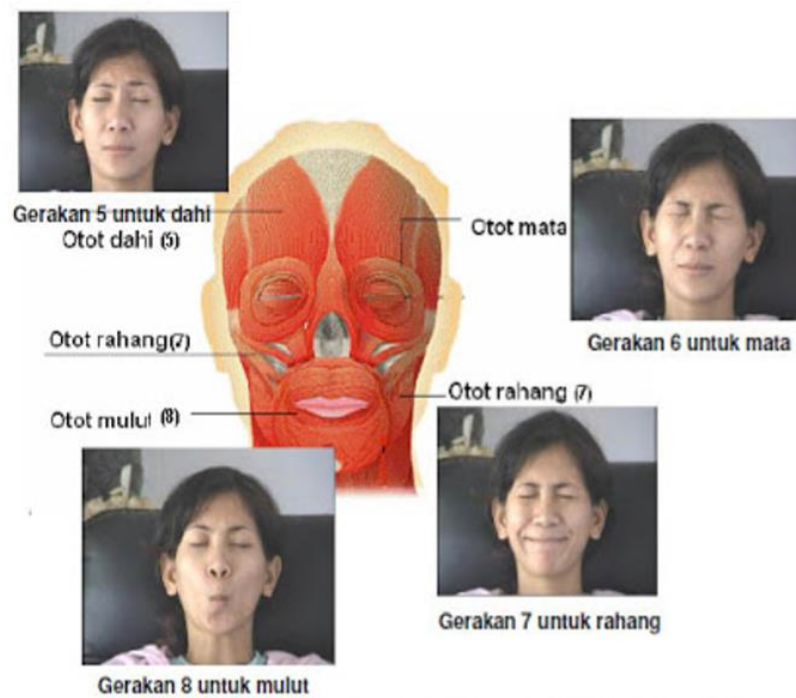 Gerakan 5 untuk dahi
Otot dahi (5)
Otot mata
Gerakan 6 untuk mata
Otot rahang(7)
Otot rahang (7)
Otot mulut (8)
Gerakan 7 untuk rahang
Gerakan 8 untuk mulut